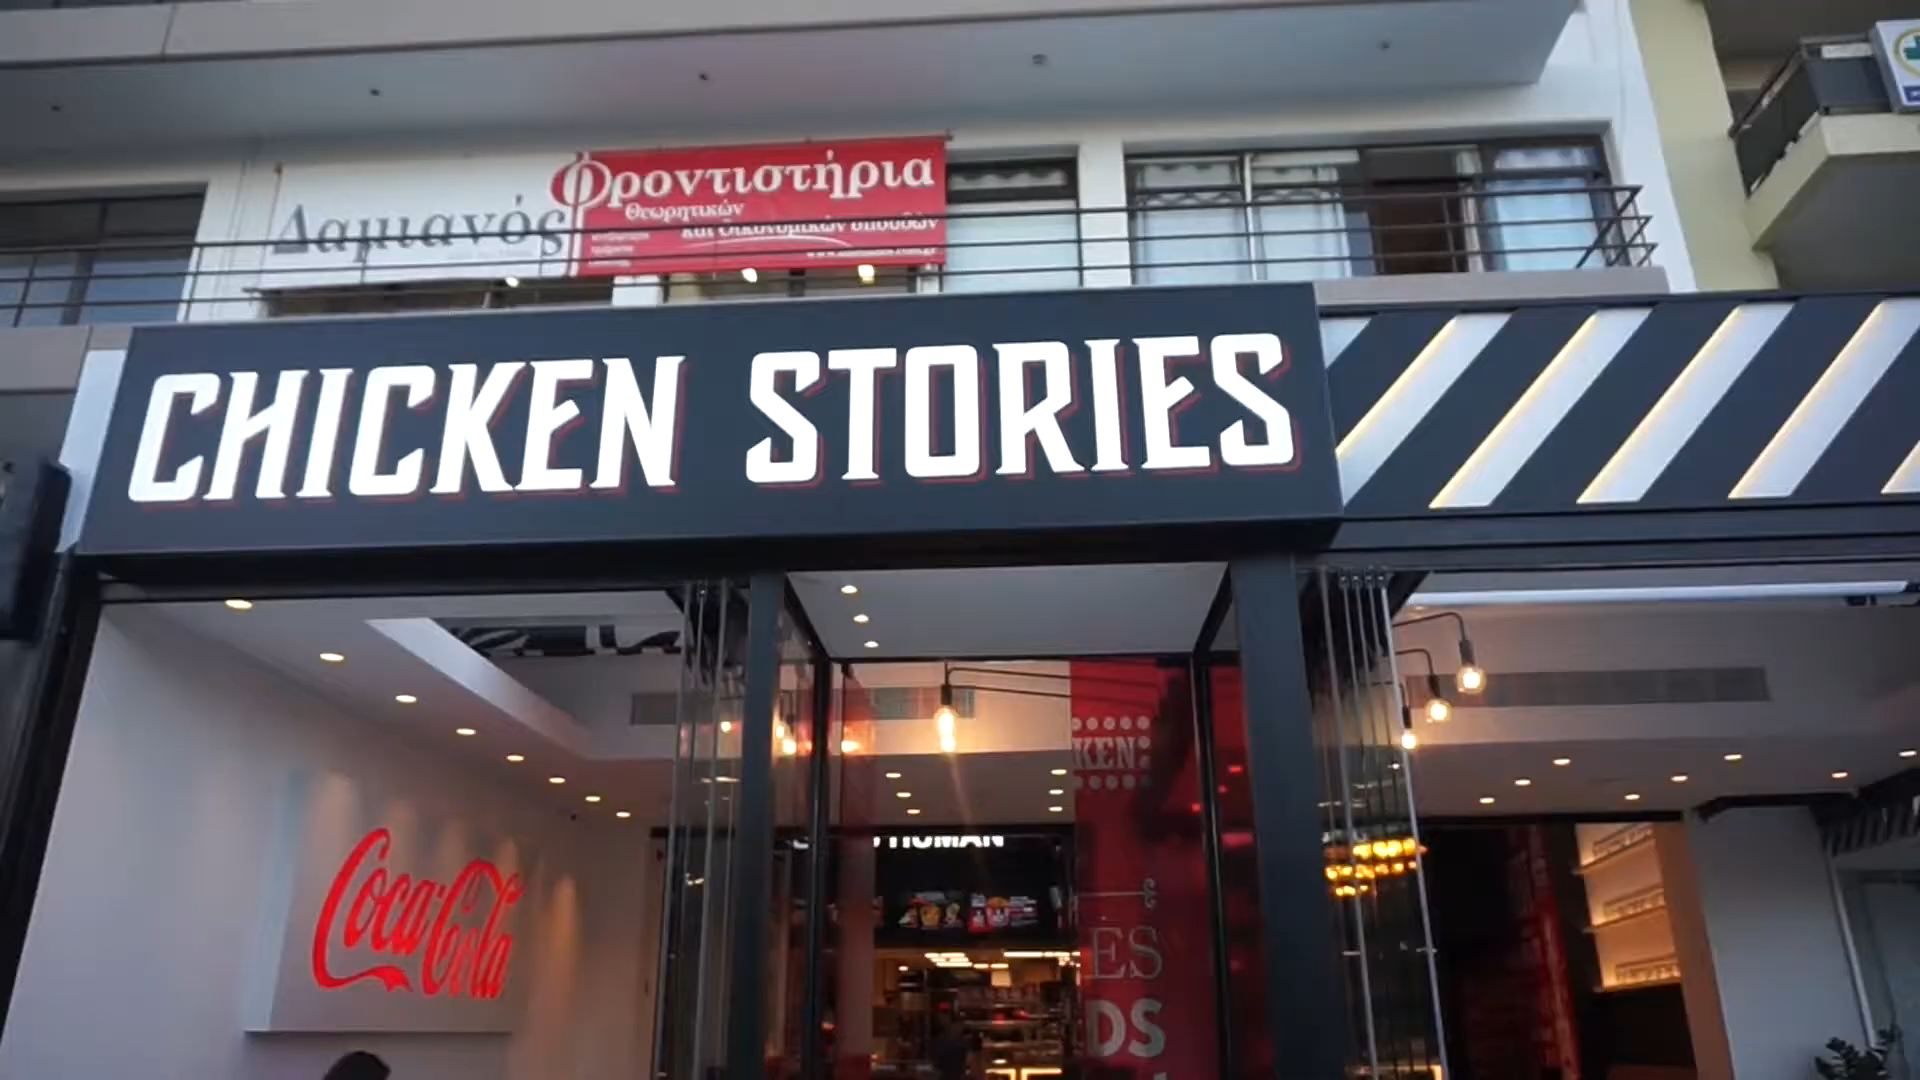 Δαμιανός
Φροντιστήρια
Θεωρητικών
και Οικονομικών σπουδών
CHICKEN STORIES
KEN
HUMAN
Coca-Cola
ES
DS